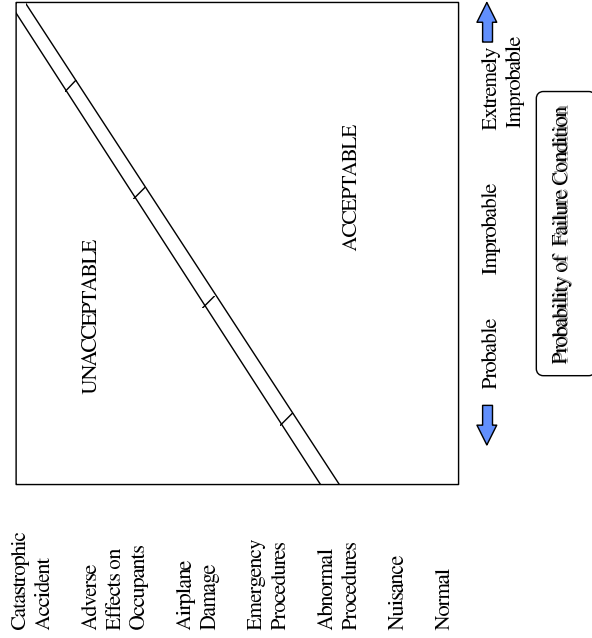 Catastrophic
Accident
Adverse
Effects on
Occupants
Airplane
Damage
Emergency
Procedures
Abnormal
Procedures
Nuisance
Normal
UNACCEPTABLE
ACCEPTABLE
Probable
Improbable
Extremely
Improbable
Probability of Failure Condition